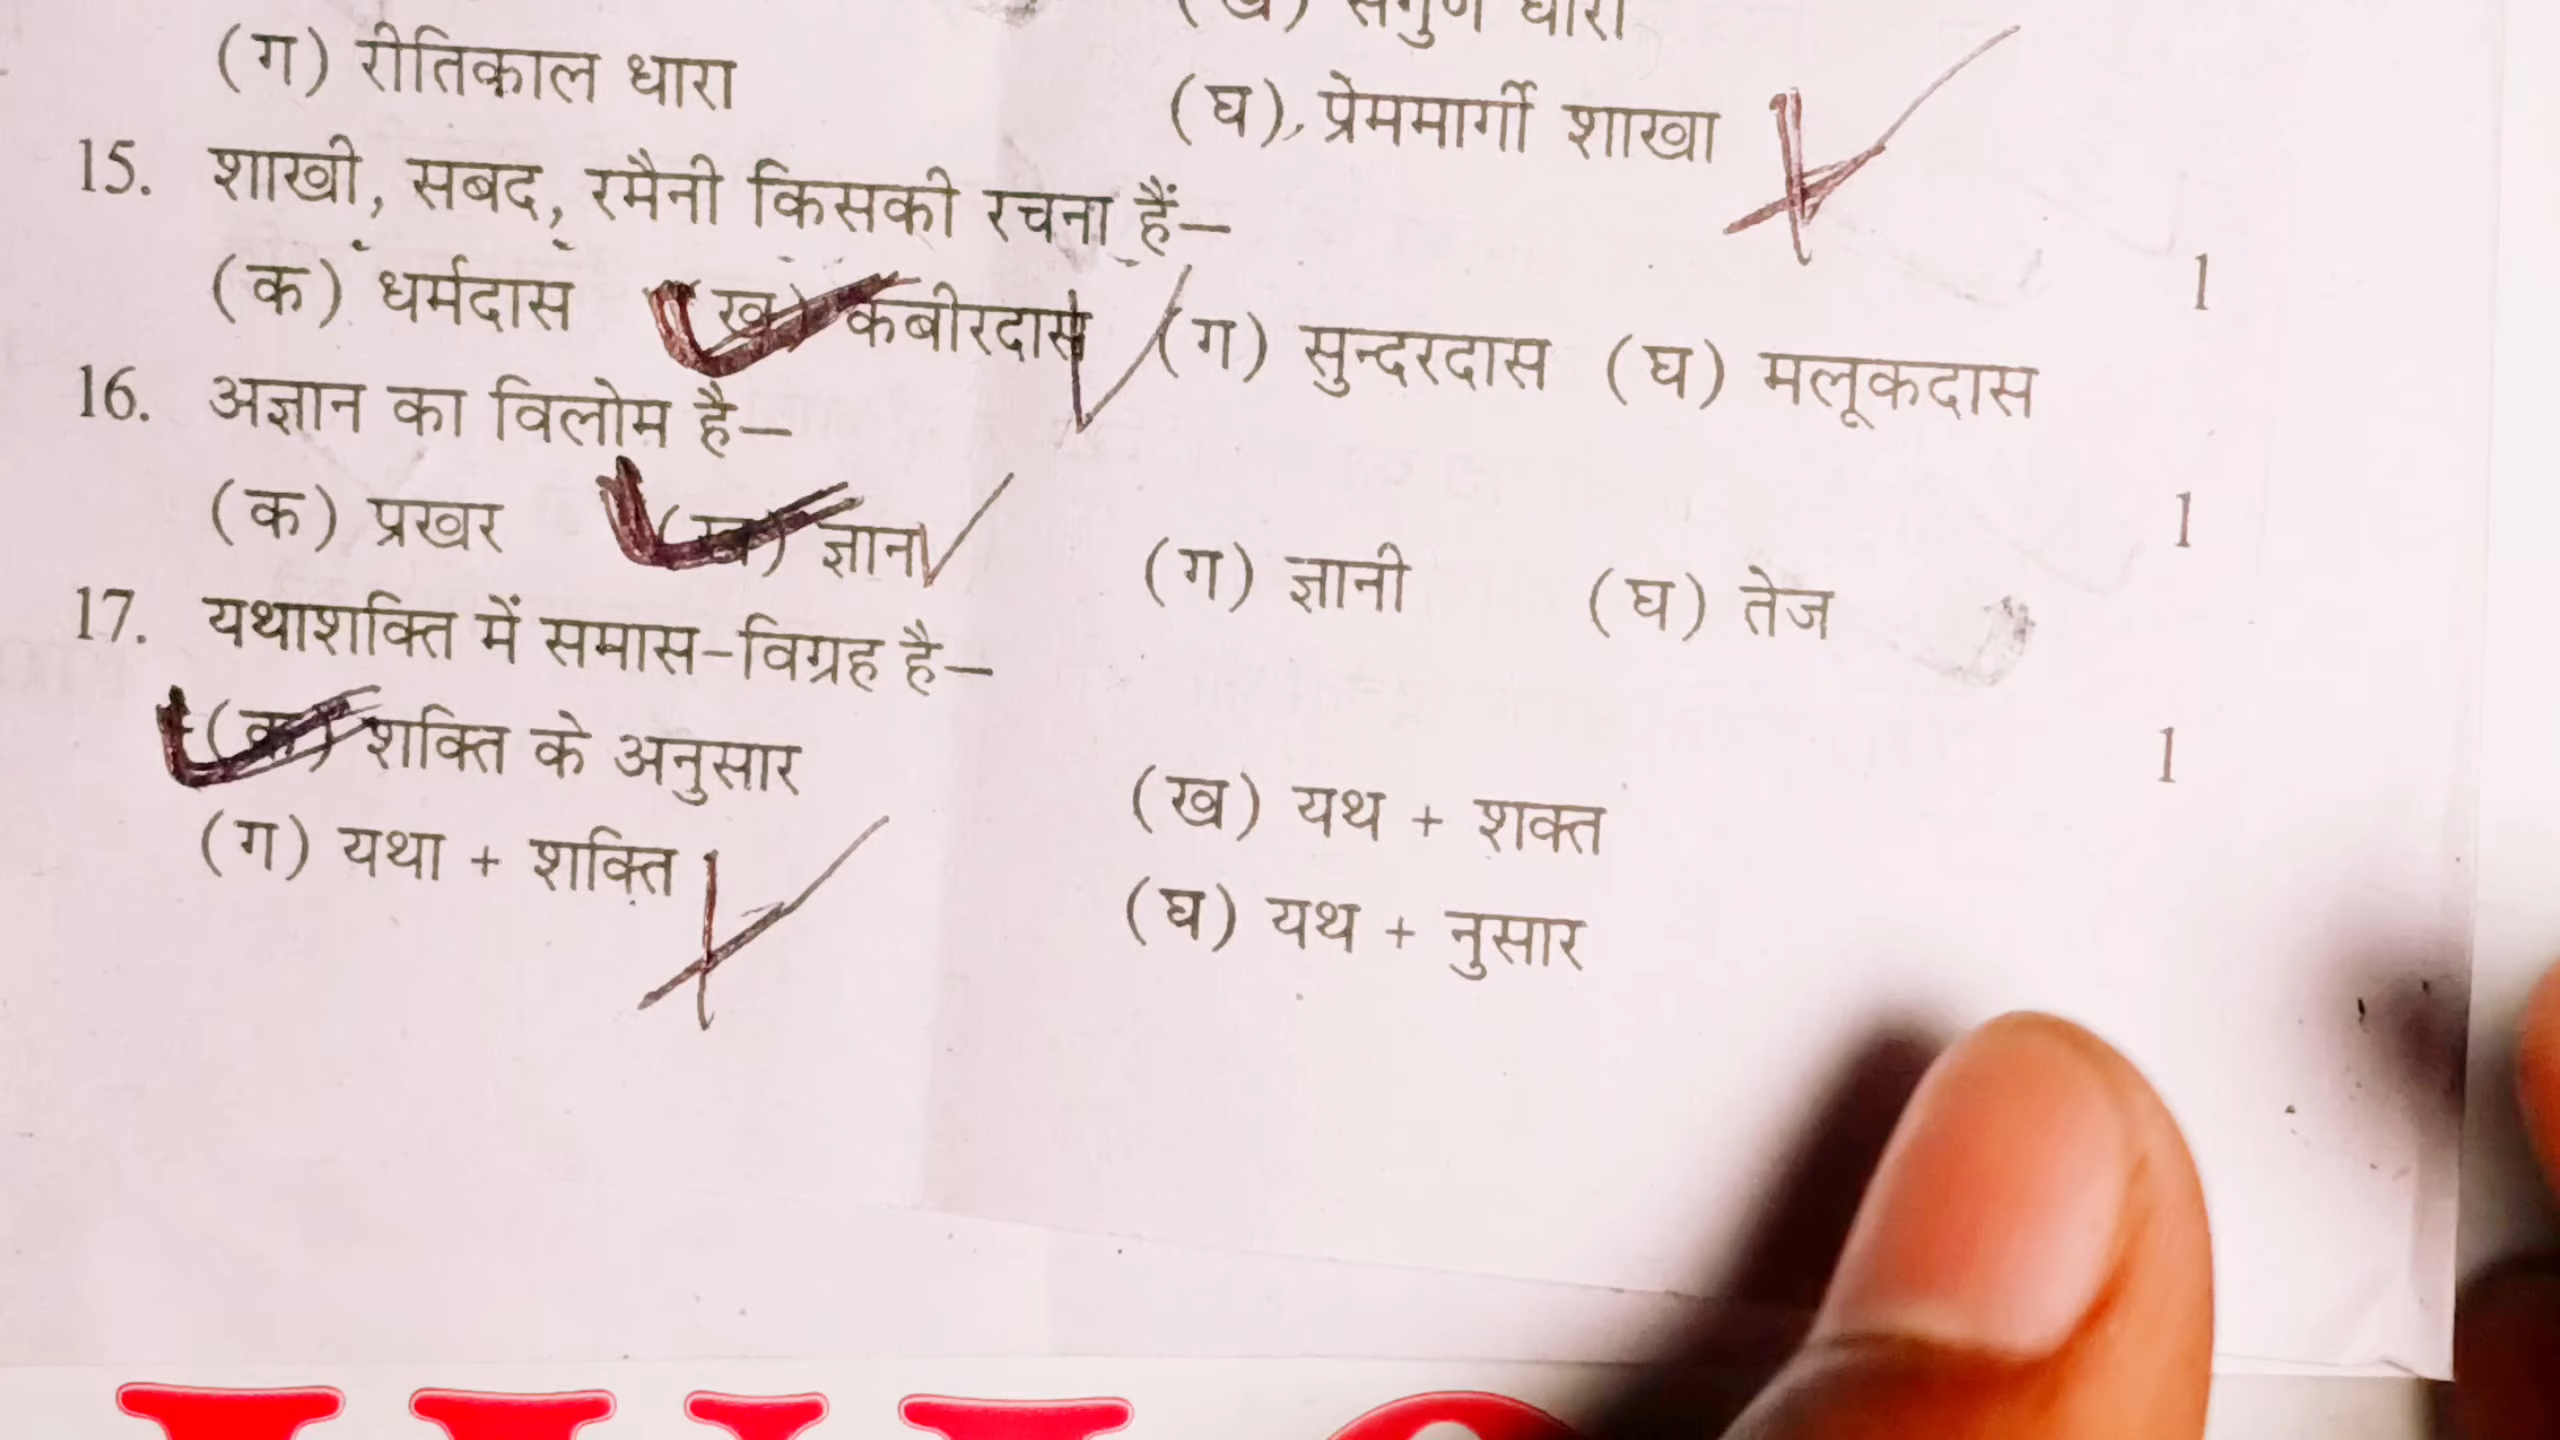 (ख) सगुण धारा
(ग) रीतिकाल धारा
(घ) प्रेममार्गी शाखा
15. शाखी, सबद, रमैनी किसकी रचना हैं– 1
(क) धर्मदास (ख) कबीरदास (ग) सुन्दरदास (घ) मलूकदास
16. अज्ञान का विलोम है– 1
(क) प्रखर (ख) ज्ञान (ग) ज्ञानी (घ) तेज
17. यथाशक्ति में समास-विग्रह है– 1
(क) शक्ति के अनुसार (ख) यथ + शक्त
(ग) यथा + शक्ति (घ) यथ + नुसार